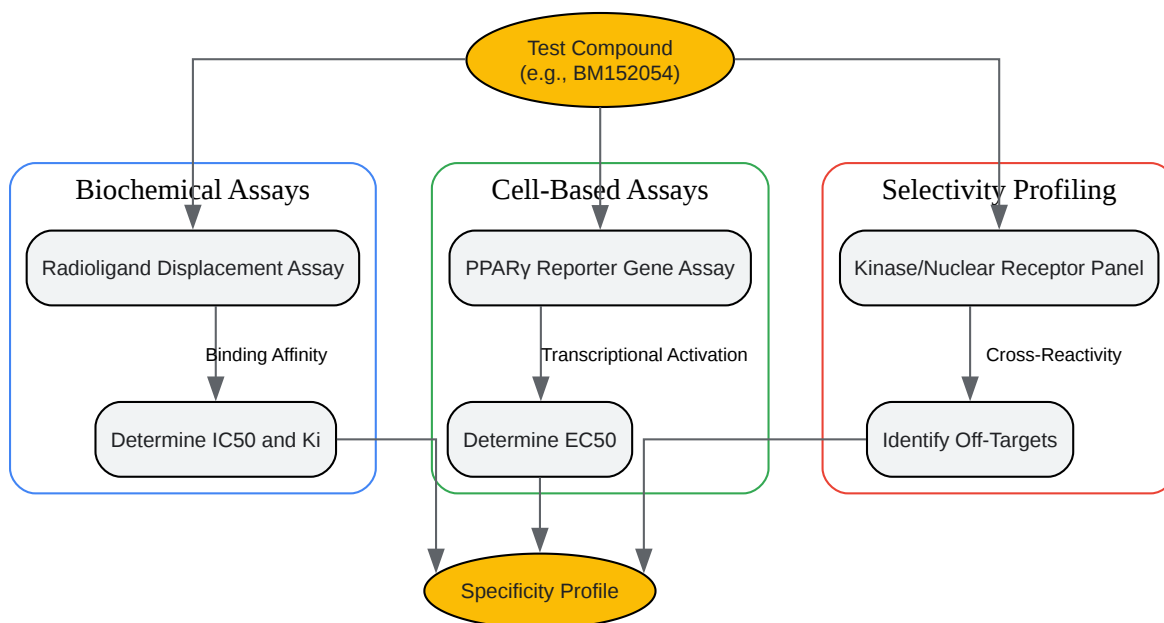 Test Compound
(e.g., BM152054)
Biochemical Assays
Cell-Based Assays
Selectivity Profiling
Radioligand Displacement Assay
PPARγ Reporter Gene Assay
Kinase/Nuclear Receptor Panel
Binding Affinity
Transcriptional Activation
Cross-Reactivity
Determine IC50 and Ki
Determine EC50
Identify Off-Targets
Specificity Profile